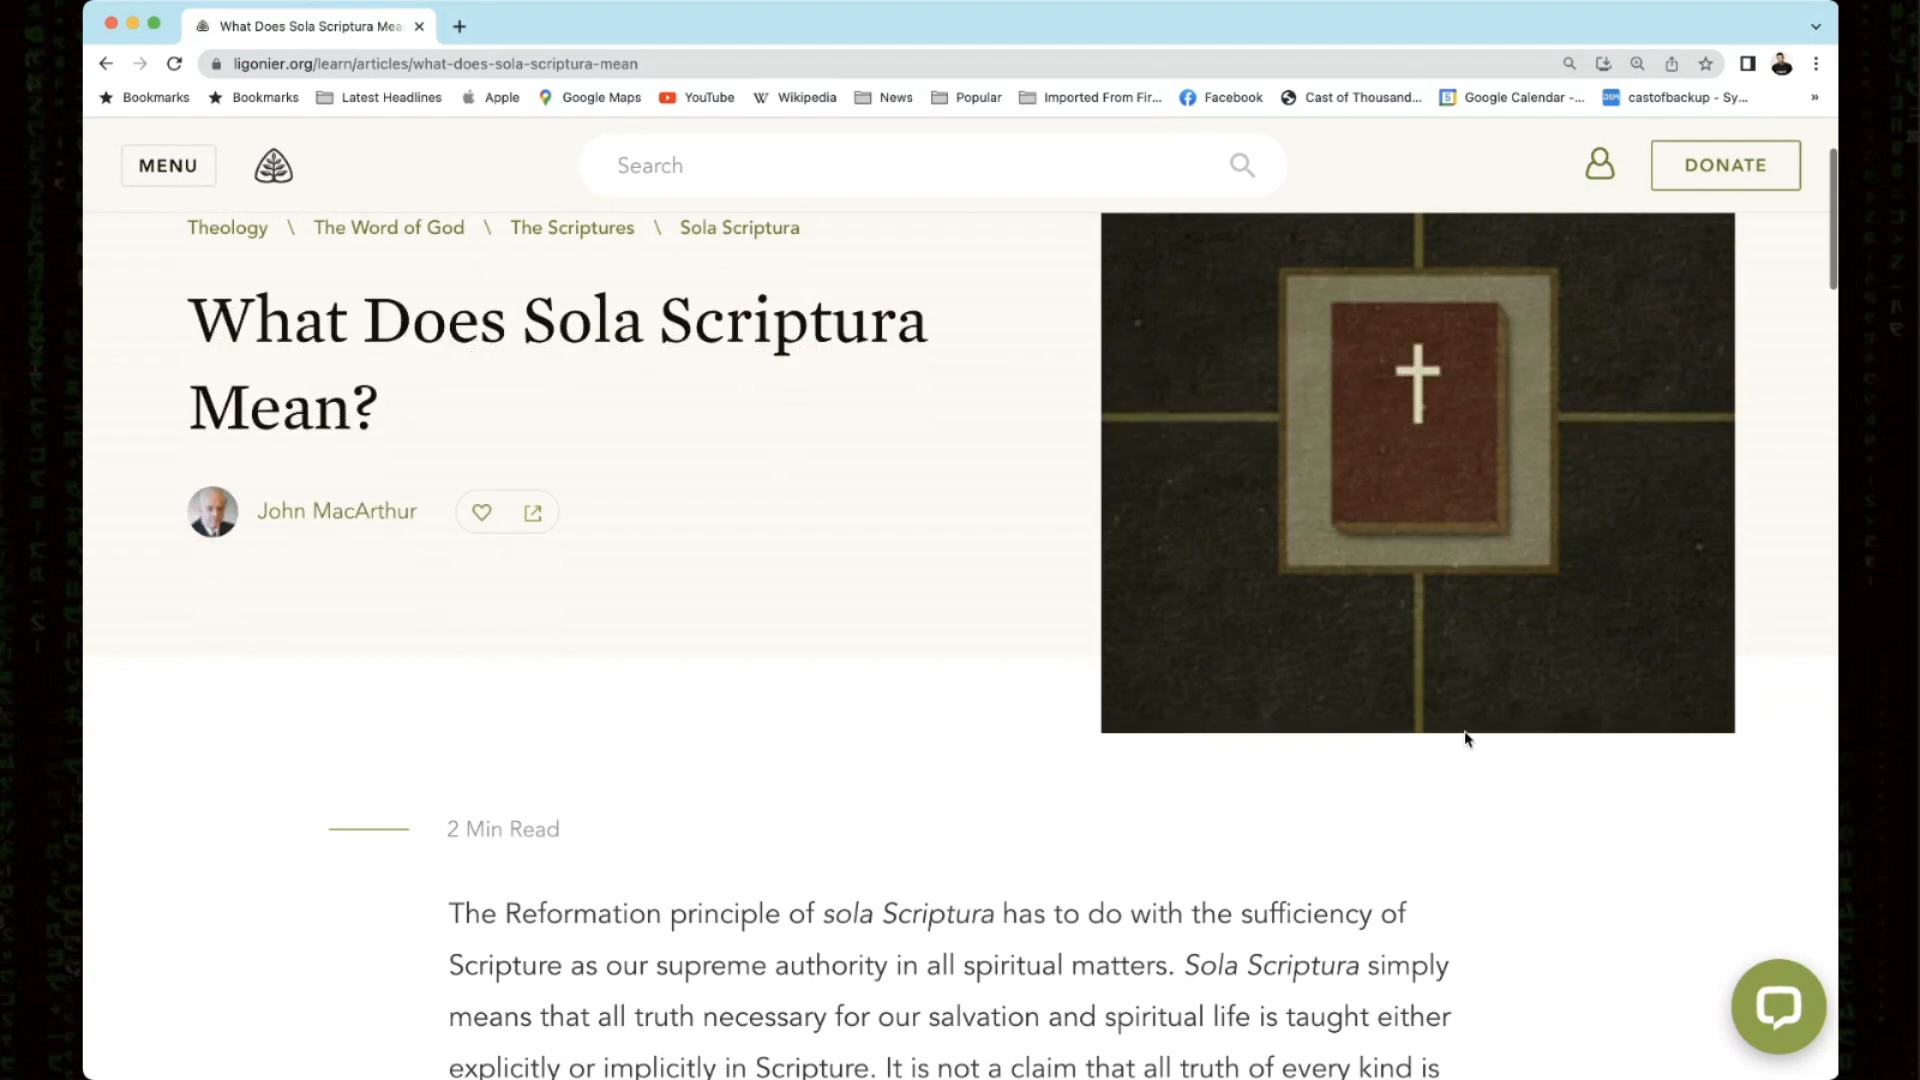 What Does Sola Scriptura Mea
ligonier.org/learn/articles/what-does-sola-scriptura-mean
Bookmarks Bookmarks Latest Headlines Apple Google Maps YouTube Wikipedia News Popular Imported From Fir... Facebook Cast of Thousand... Google Calendar -... castofbackup - Sy... »
MENU Search DONATE
Theology \ The Word of God \ The Scriptures \ Sola Scriptura
What Does Sola Scriptura
Mean?
John MacArthur
2 Min Read
The Reformation principle of sola Scriptura has to do with the sufficiency of
Scripture as our supreme authority in all spiritual matters. Sola Scriptura simply
means that all truth necessary for our salvation and spiritual life is taught either
explicitly or implicitly in Scripture. It is not a claim that all truth of every kind is